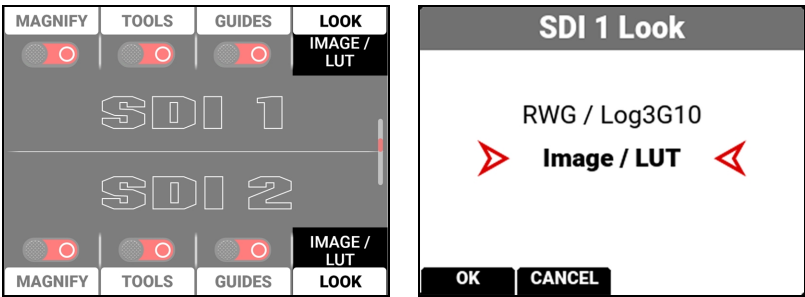 MAGNIFY TOOLS GUIDES LOOK
IMAGE /
LUT
SDI 1
SDI 2
IMAGE /
LUT
MAGNIFY TOOLS GUIDES LOOK
SDI 1 Look
RWG / Log3G10
Image / LUT
OK CANCEL